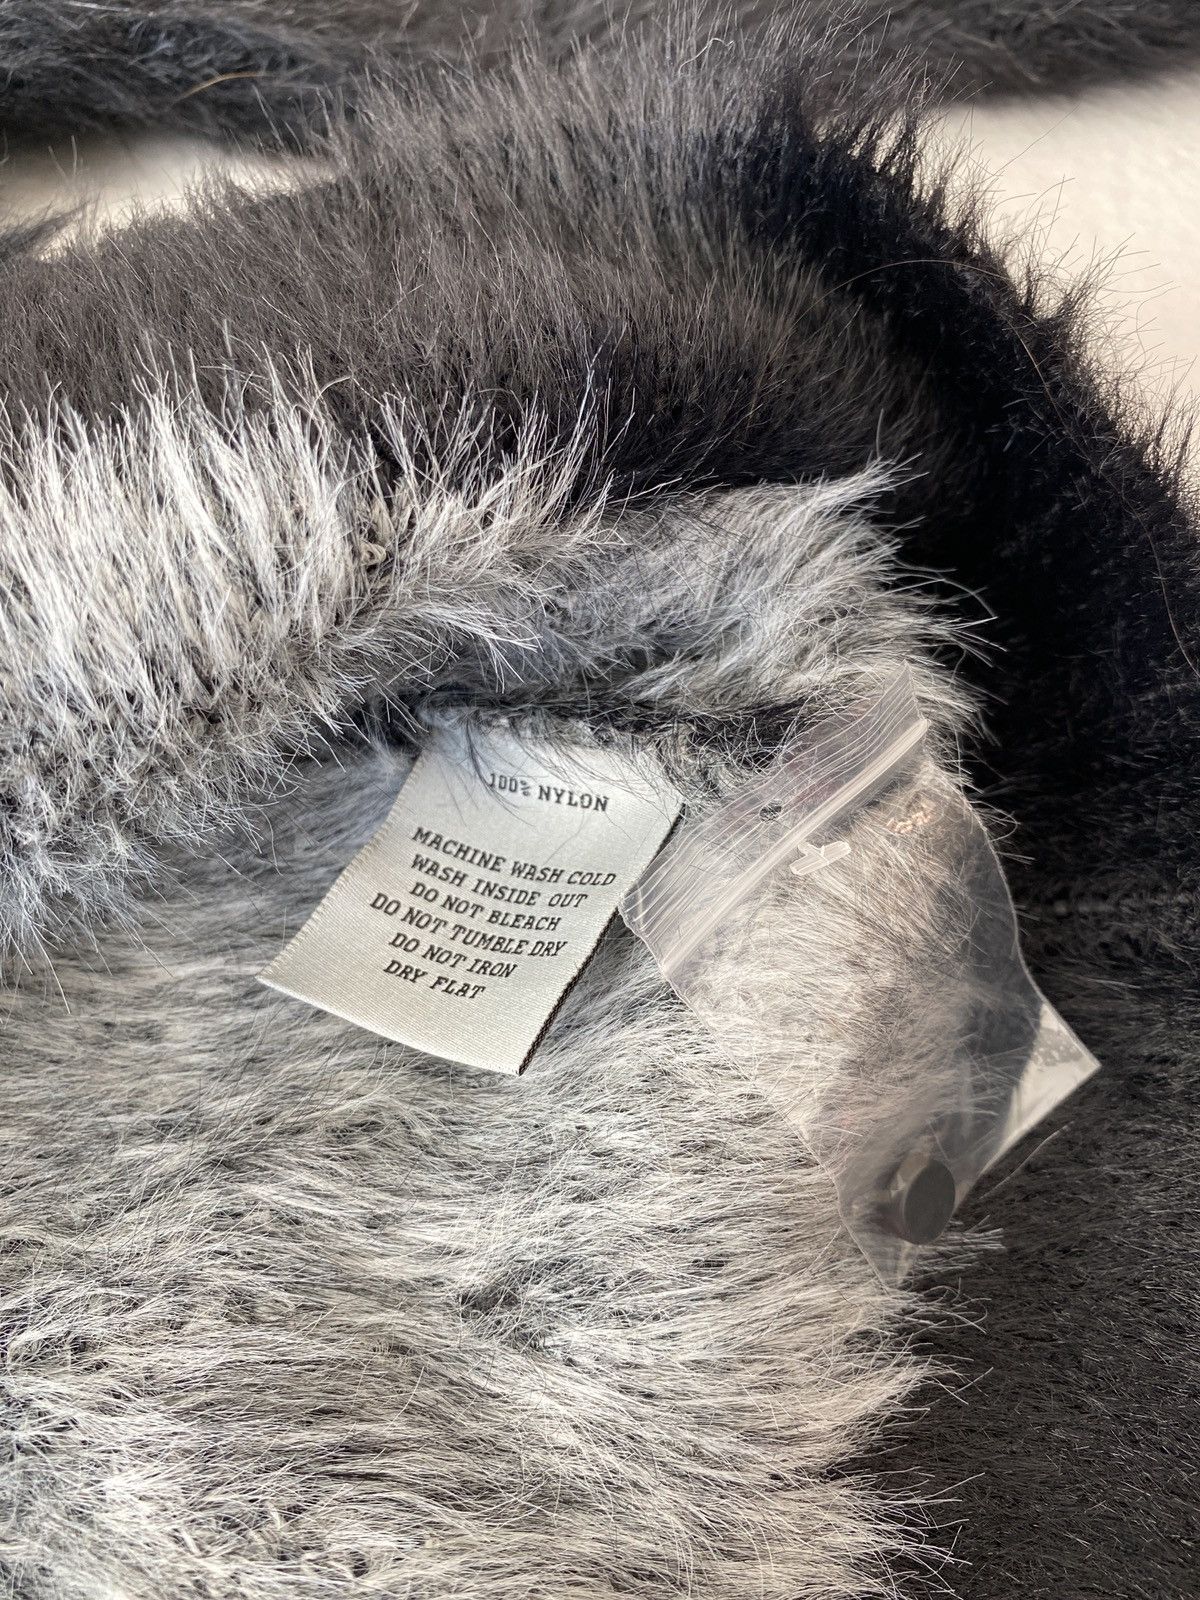 100% NYLON
MACHINE WASH COLD
WASH INSIDE OUT
DO NOT BLEACH
DO NOT TUMBLE DRY
DO NOT IRON
DRY FLAT